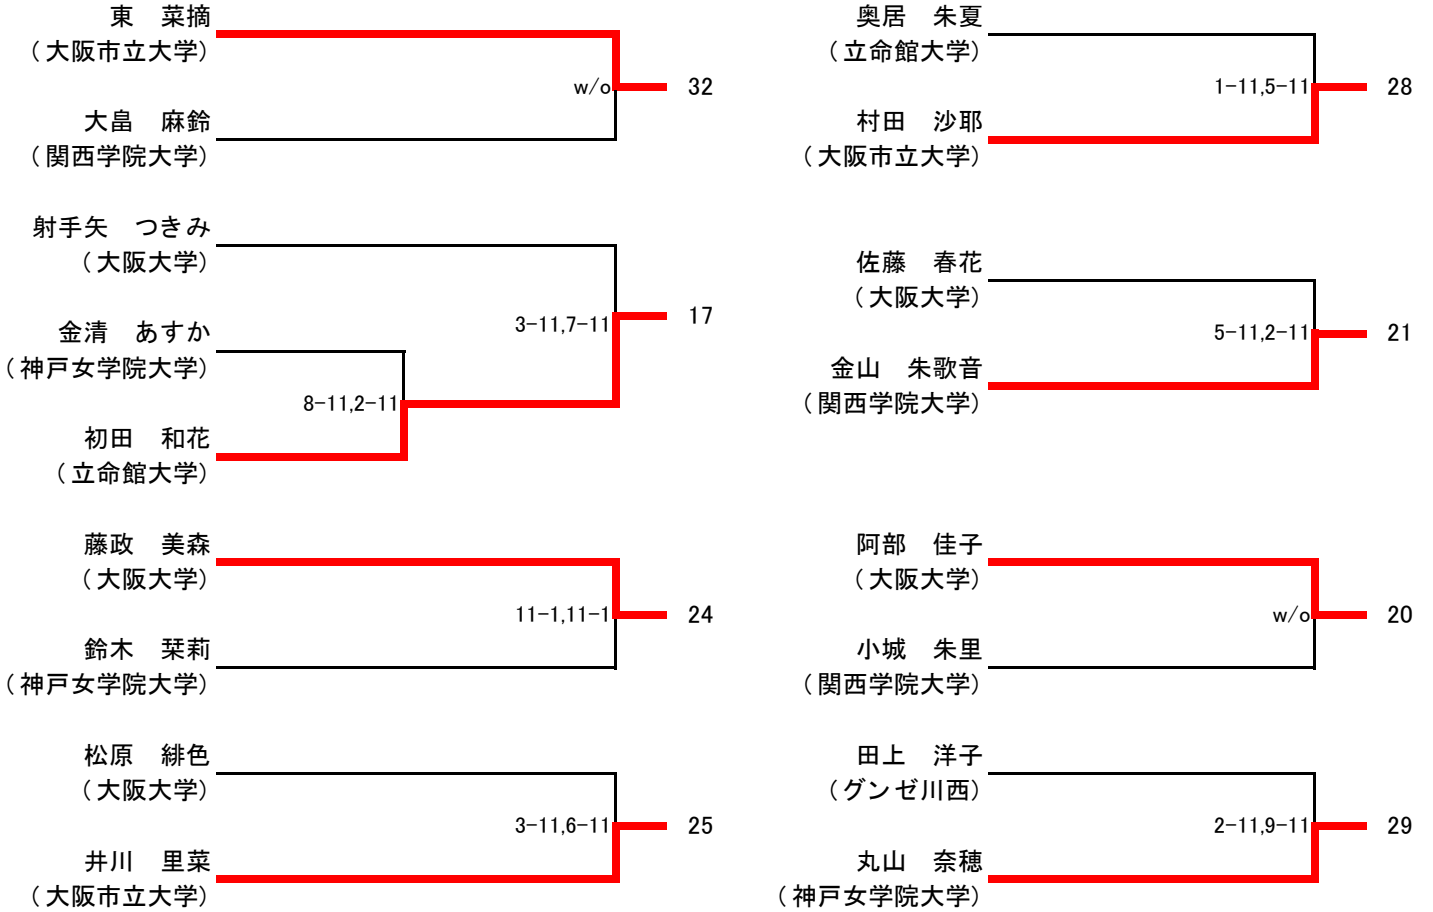 東　菜摘
（大阪市立大学）
w/o
32
大畠　麻鈴
（関西学院大学）
射手矢　つきみ
（大阪大学）
3-11,7-11
17
金清　あすか
（神戸女学院大学）
8-11,2-11
初田　和花
（立命館大学）
藤政　美森
（大阪大学）
11-1,11-1
24
鈴木　栞莉
（神戸女学院大学）
松原　緋色
（大阪大学）
3-11,6-11
25
井川　里菜
（大阪市立大学）
奥居　朱夏
（立命館大学）
1-11,5-11
28
村田　沙耶
（大阪市立大学）
佐藤　春花
（大阪大学）
5-11,2-11
21
金山　朱歌音
（関西学院大学）
阿部　佳子
（大阪大学）
w/o
20
小城　朱里
（関西学院大学）
田上　洋子
（グンゼ川西）
2-11,9-11
29
丸山　奈穂
（神戸女学院大学）